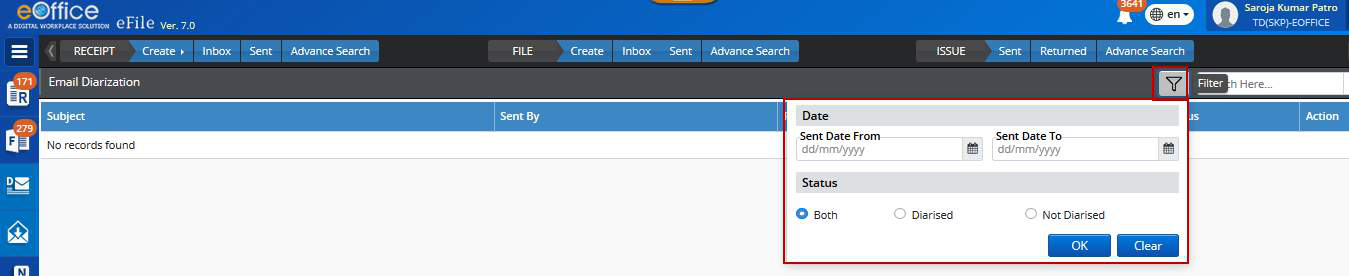 eOffice
A DIGITAL WORKPLACE SOLUTION
eFile Ver. 7.0
3641
en
Saroja Kumar Patro
TD(SKP)-EOFFICE
RECEIPT Create Inbox Sent Advance Search
FILE Create Inbox Sent Advance Search
ISSUE Sent Returned Advance Search
171
R
Email Diarization
Filter
ch Here...
Subject Sent By us Action
No records found
279
F
D
N
Date
Sent Date From Sent Date To
dd/mm/yyyy dd/mm/yyyy
Status
Both Diarised Not Diarised
OK Clear